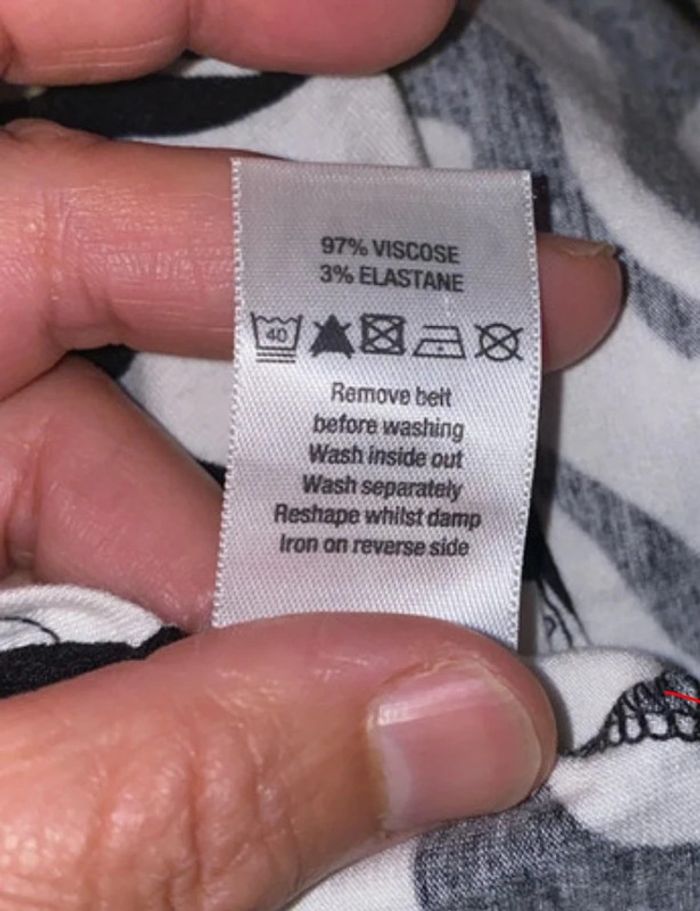 97% VISCOSE
3% ELASTANE
40
Remove belt
before washing
Wash inside out
Wash separately
Reshape whilst damp
Iron on reverse side